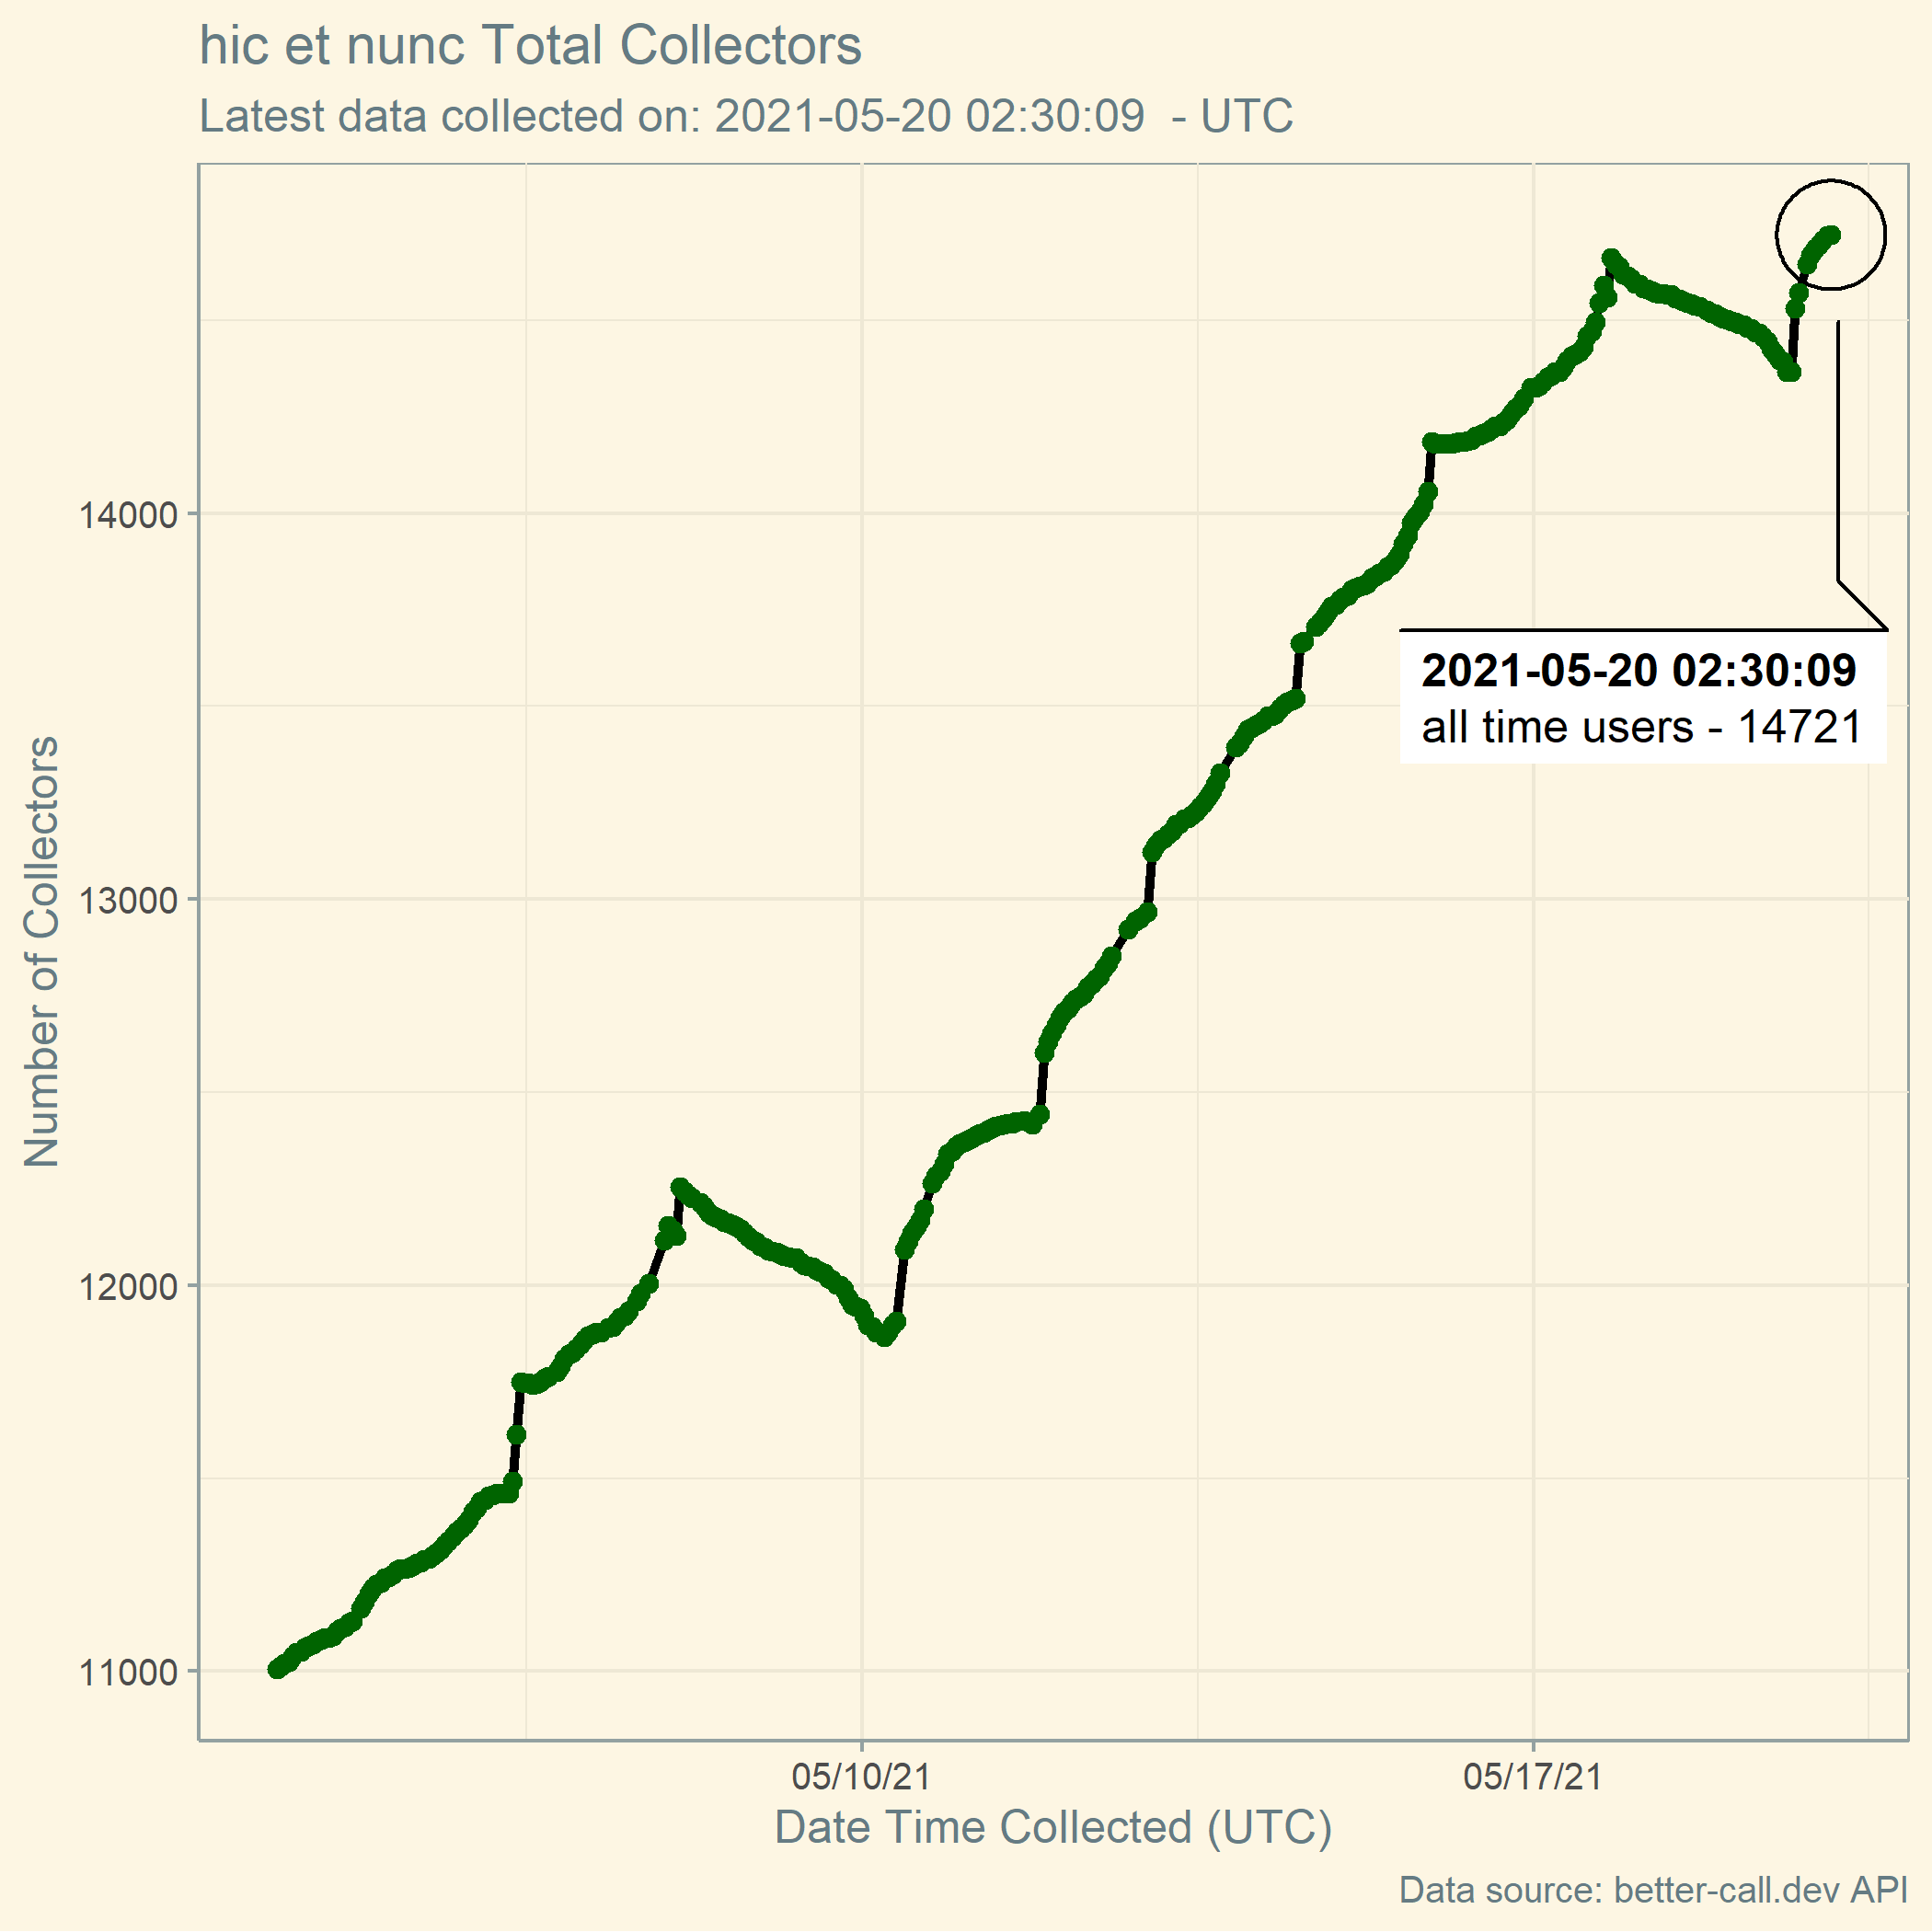 hic et nunc Total Collectors
Latest data collected on: 2021-05-20 02:30:09  - UTC
Number of Collectors
14000
13000
12000
11000
2021-05-20 02:30:09
all time users - 14721
05/10/21
05/17/21
Date Time Collected (UTC)
Data source: better-call.dev API